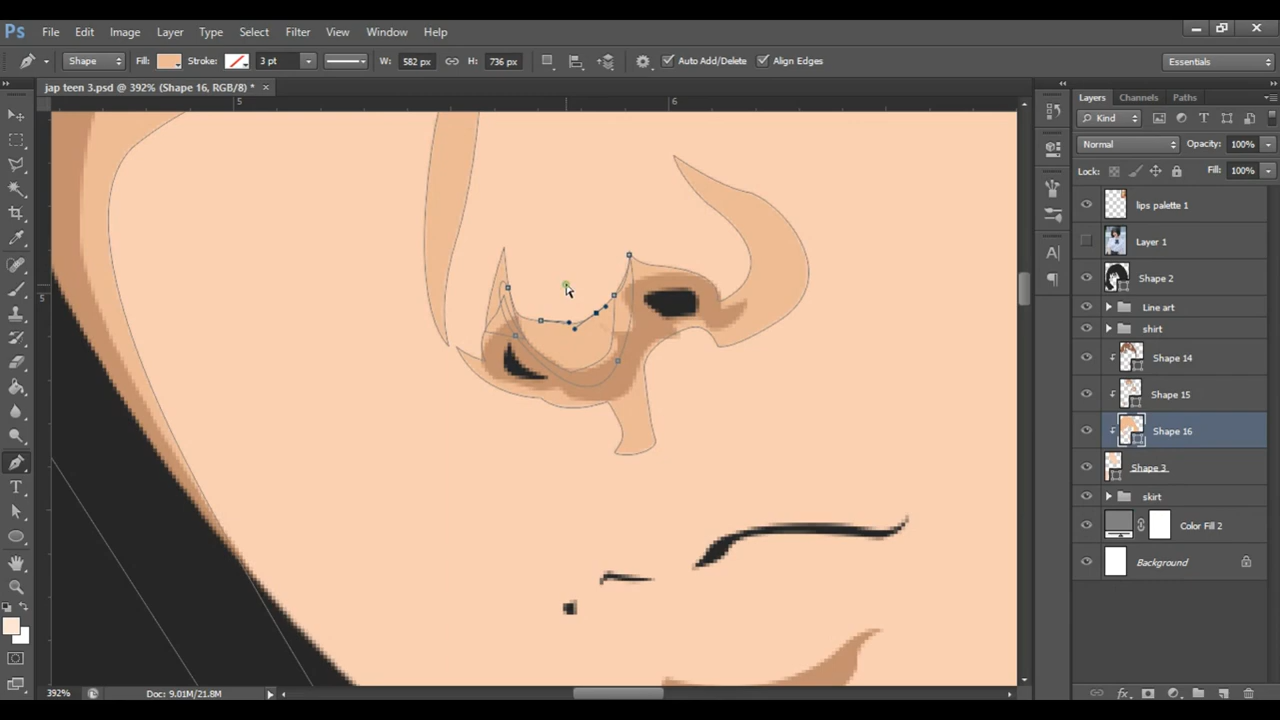 Ps File Edit Image Layer Type Select Filter View Window Help
Shape Fill: Stroke: 3 pt W: 582 px H: 736 px Auto Add/Delete Align Edges Essentials
jap teen 3.psd @ 392% (Shape 16, RGB/8) * ×
5 6
5
Layers Channels Paths
Kind
Normal Opacity: 100%
Lock: Fill: 100%
lips palette 1
Layer 1
Shape 2
Line art
shirt
Shape 14
Shape 15
Shape 16
Shape 3
skirt
Color Fill 2
Background
392% Doc: 9.01M/21.8M